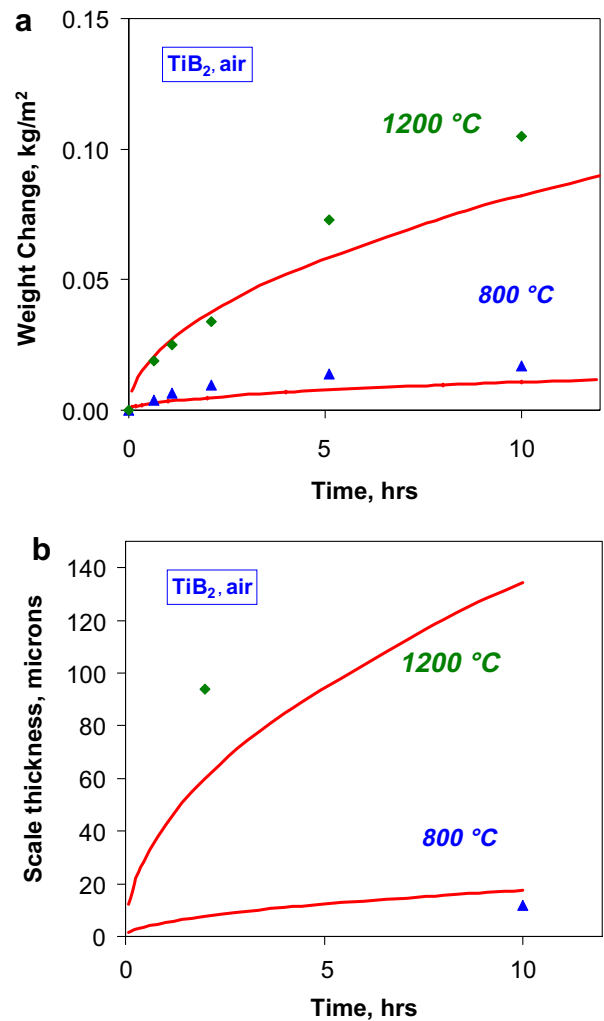 a
0.15
TiB₂, air
1200 °C
0.10
Weight Change, kg/m²
800 °C
0.05
0.00
0 5 10
Time, hrs
b
140
TiB₂, air
120
1200 °C
100
80
Scale thickness, microns
60
800 °C
40
20
0
0 5 10
Time, hrs